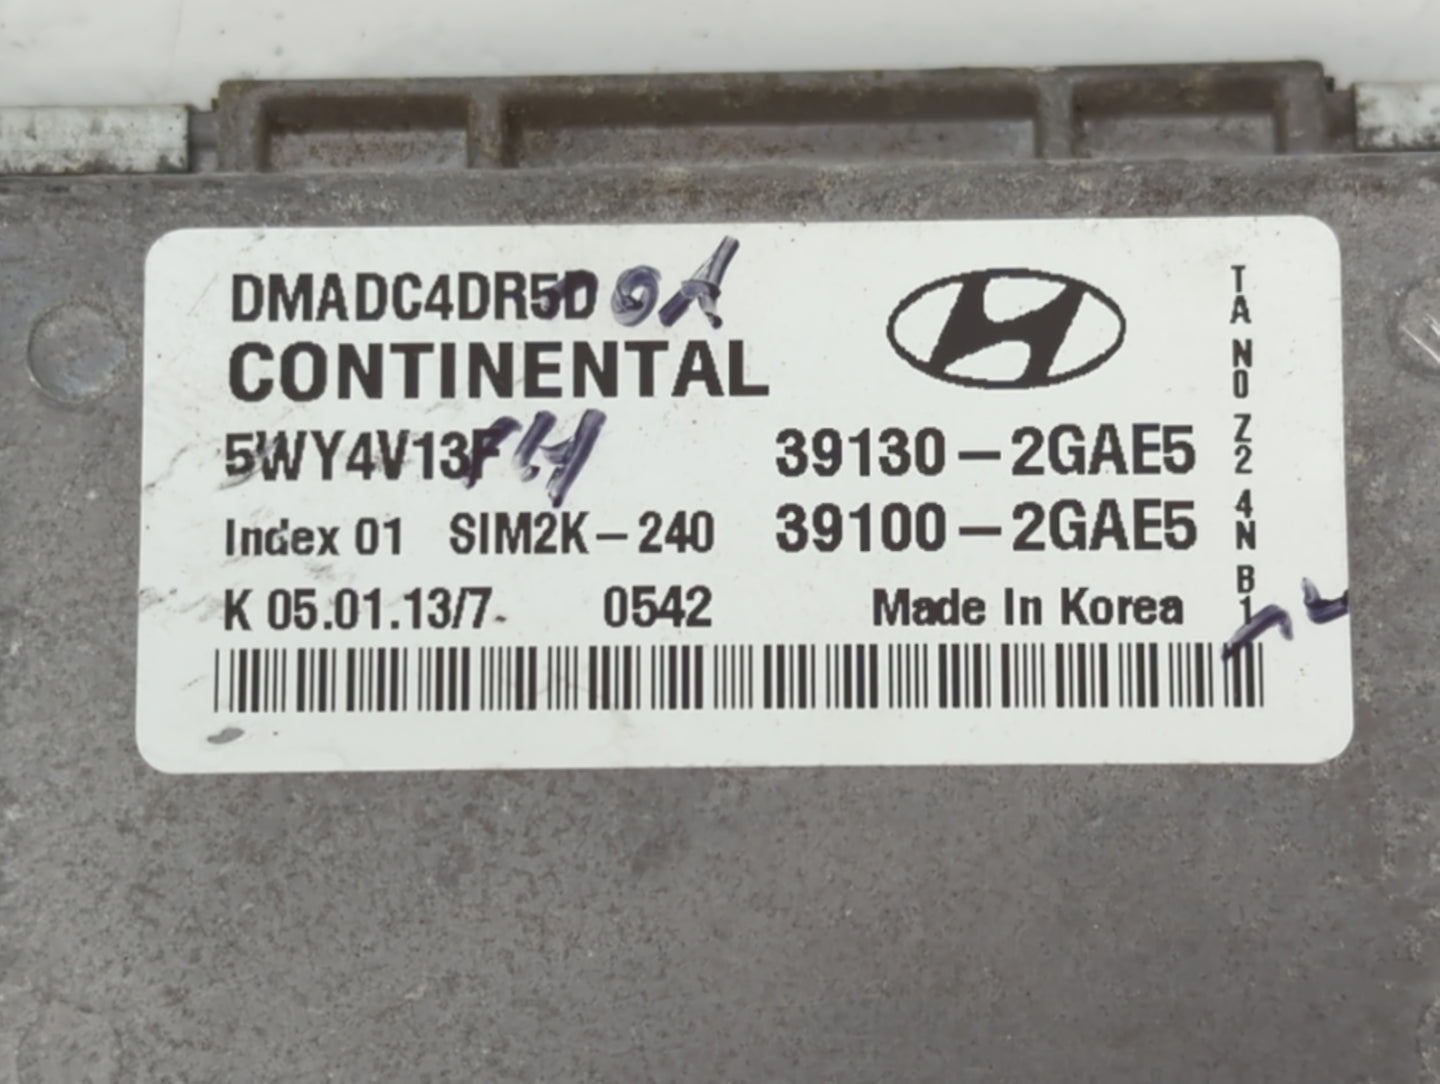 DMADC4DR5D
CONTINENTAL
5WY4V13F
39130-2GAE5
Index 01 SIM2K-240
39100-2GAE5
K 05.01.13/7
0542
Made In Korea
TA N0 Z2 4N B1